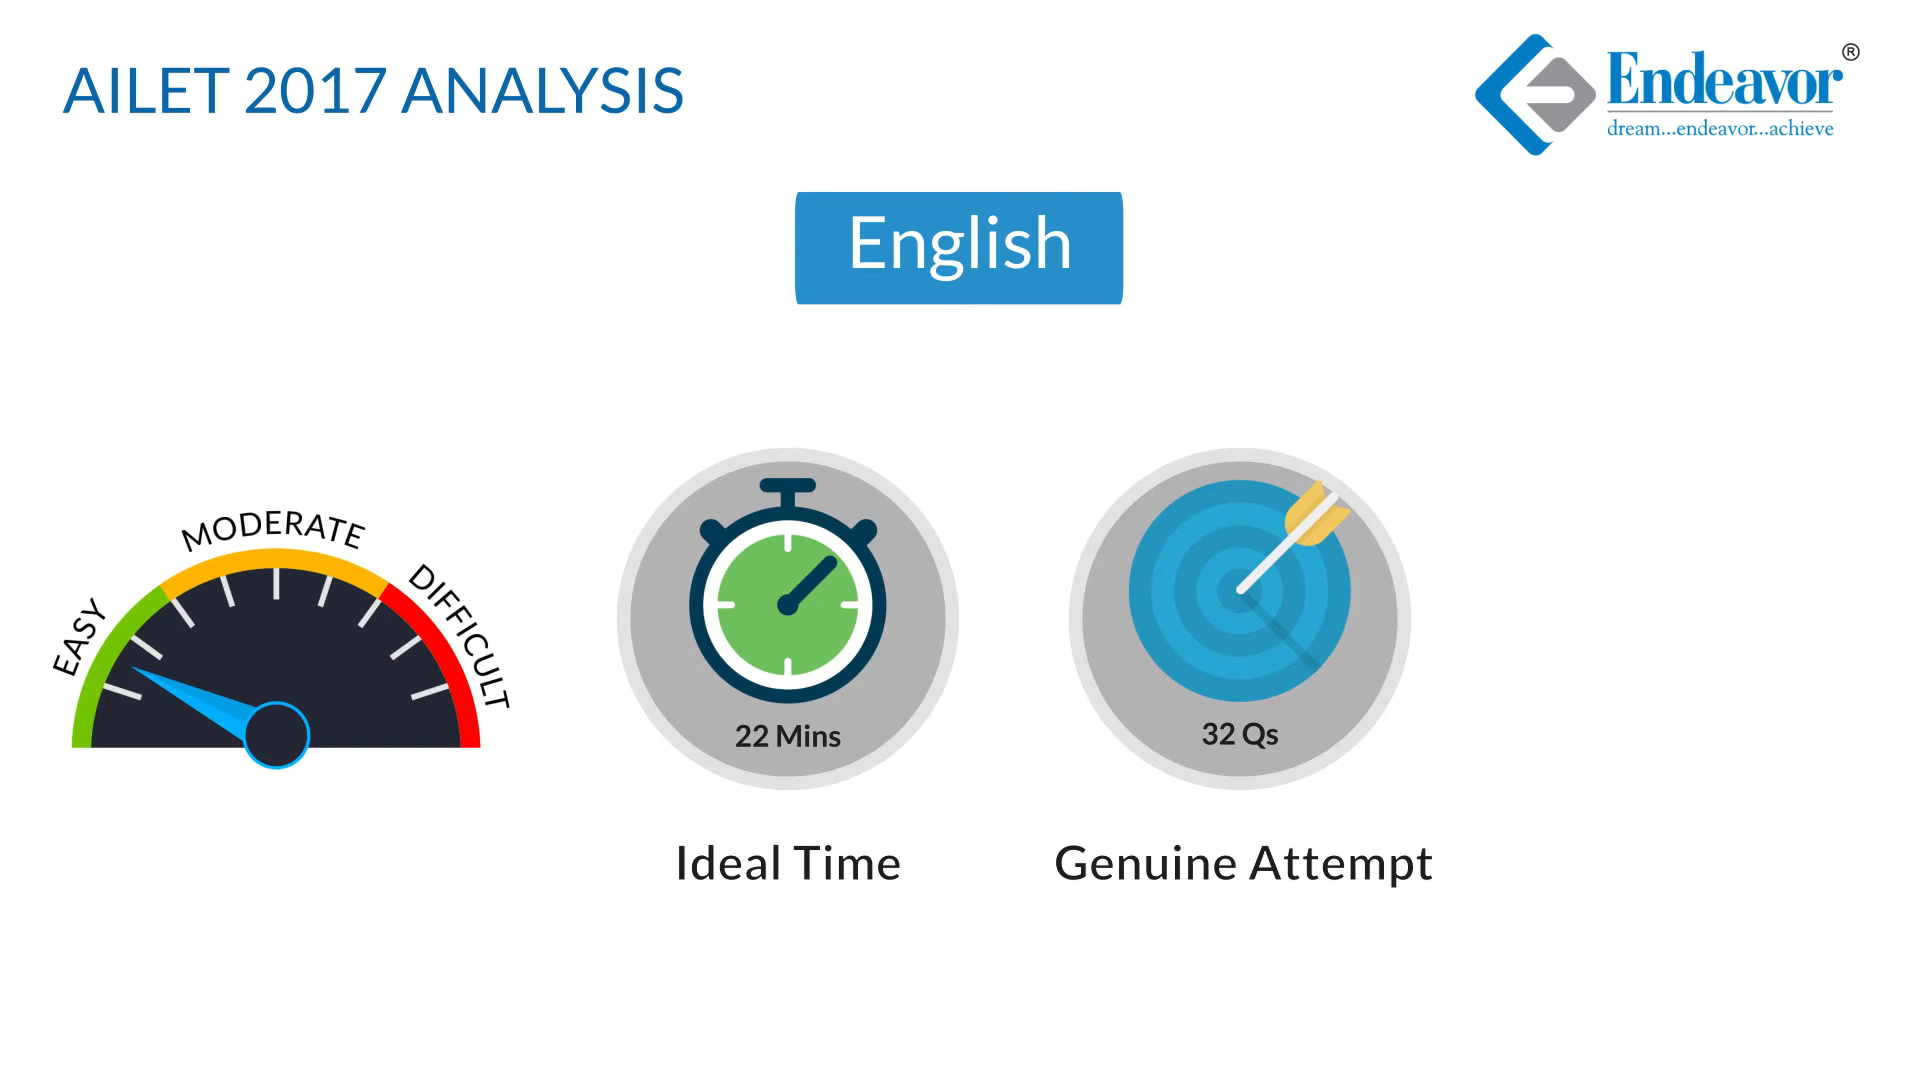 AILET 2017 ANALYSIS
Endeavor®
dream...endeavor...achieve
English
EASY
MODERATE
DIFFICULT
22 Mins
32 Qs
Ideal Time
Genuine Attempt